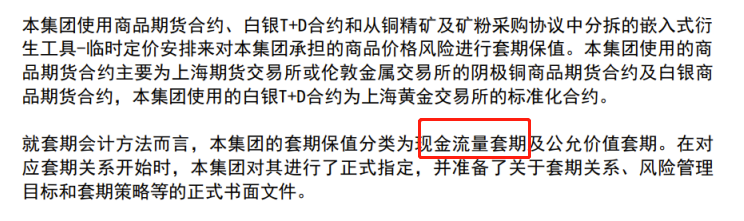 本集团使用商品期货合约、白银T+D合约和从铜精矿及矿粉采购协议中分拆的嵌入式衍
生工具-临时定价安排来对本集团承担的商品价格风险进行套期保值。本集团使用的商
品期货合约主要为上海期货交易所或伦敦金属交易所的阴极铜商品期货合约及白银商
品期货合约，本集团使用的白银T+D合约为上海黄金交易所的标准化合约。
就套期会计方法而言，本集团的套期保值分类为现金流量套期及公允价值套期。在对
应套期关系开始时，本集团对其进行了正式指定，并准备了关于套期关系、风险管理
目标和套期策略等的正式书面文件。